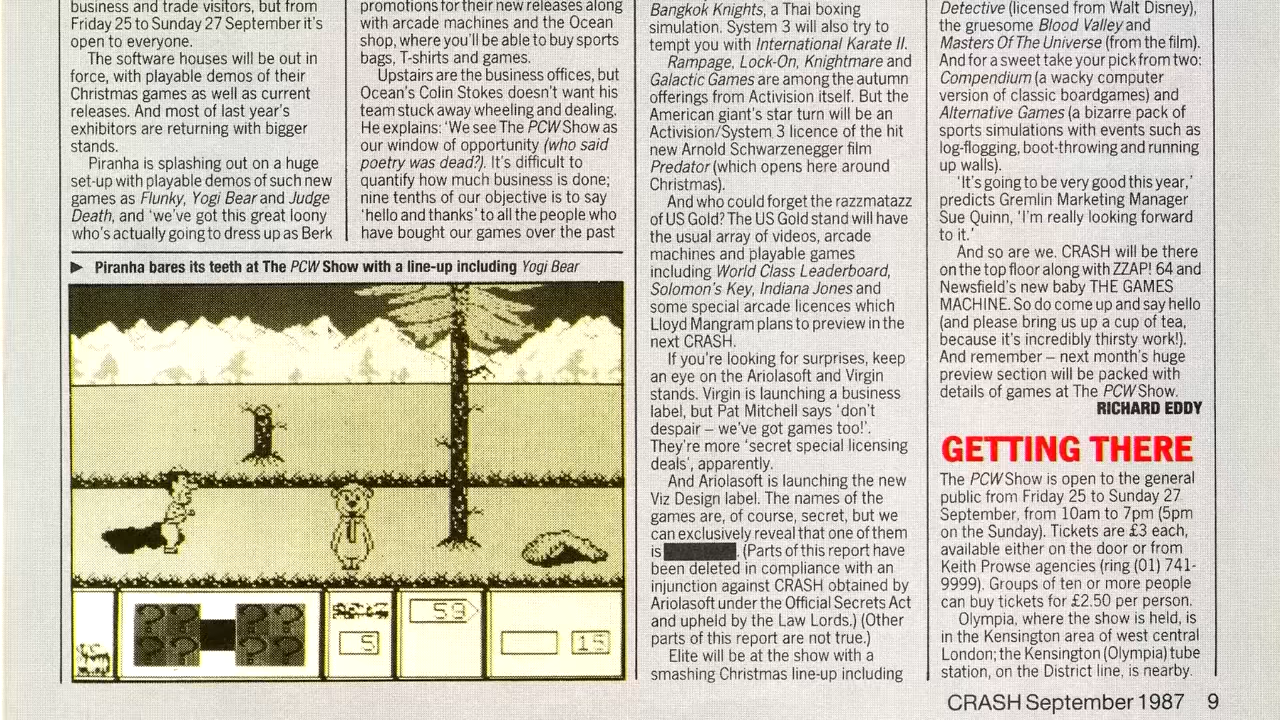 business and trade visitors, but from
Friday 25 to Sunday 27 September it's
open to everyone.
The software houses will be out in
force, with playable demos of their
Christmas games as well as current
releases. And most of last year's
exhibitors are returning with bigger
stands.
Piranha is splashing out on a huge
set-up with playable demos of such new
games as Flunky, Yogi Bear and Judge
Death, and 'we've got this great loony
who's actually going to dress up as Berk
promotions for their new releases along
with arcade machines and the Ocean
shop, where you'll be able to buy sports
bags, T-shirts and games.
Upstairs are the business offices, but
Ocean's Colin Stokes doesn't want his
team stuck away wheeling and dealing.
He explains: 'We see The PCW Show as
our window of opportunity (who said
poetry was dead?). It's difficult to
quantify how much business is done;
nine tenths of our objective is to say
'hello and thanks' to all the people who
have bought our games over the past
► Piranha bares its teeth at The PCW Show with a line-up including Yogi Bear
? ? ? ?
? ? ? ?
5
59
15
Bangkok Knights, a Thai boxing
simulation. System 3 will also try to
tempt you with International Karate II.
Rampage, Lock-On, Knightmare and
Galactic Games are among the autumn
offerings from Activision itself. But the
American giant's star turn will be an
Activision/System 3 licence of the hit
new Arnold Schwarzenegger film
Predator (which opens here around
Christmas).
And who could forget the razzmatazz
of US Gold? The US Gold stand will have
the usual array of videos, arcade
machines and playable games
including World Class Leaderboard,
Solomon's Key, Indiana Jones and
some special arcade licences which
Lloyd Mangram plans to preview in the
next CRASH.
If you're looking for surprises, keep
an eye on the Ariolasoft and Virgin
stands. Virgin is launching a business
label, but Pat Mitchell says 'don't
despair – we've got games too!'.
They're more 'secret special licensing
deals', apparently.
And Ariolasoft is launching the new
Viz Design label. The names of the
games are, of course, secret, but we
can exclusively reveal that one of them
is . (Parts of this report have
been deleted in compliance with an
injunction against CRASH obtained by
Ariolasoft under the Official Secrets Act
and upheld by the Law Lords.) (Other
parts of this report are not true.)
Elite will be at the show with a
smashing Christmas line-up including
Detective (licensed from Walt Disney),
the gruesome Blood Valley and
Masters Of The Universe (from the film).
And for a sweet take your pick from two:
Compendium (a wacky computer
version of classic boardgames) and
Alternative Games (a bizarre pack of
sports simulations with events such as
log-flogging, boot-throwing and running
up walls).
'It's going to be very good this year,'
predicts Gremlin Marketing Manager
Sue Quinn, 'I'm really looking forward
to it.'
And so are we. CRASH will be there
on the top floor along with ZZAP! 64 and
Newsfield's new baby THE GAMES
MACHINE. So do come up and say hello
(and please bring us up a cup of tea,
because it's incredibly thirsty work!).
And remember – next month's huge
preview section will be packed with
details of games at The PCW Show.
RICHARD EDDY
GETTING THERE
The PCW Show is open to the general
public from Friday 25 to Sunday 27
September, from 10am to 7pm (5pm
on the Sunday). Tickets are £3 each,
available either on the door or from
Keith Prowse agencies (ring (01) 741-
9999). Groups of ten or more people
can buy tickets for £2.50 per person.
Olympia, where the show is held, is
in the Kensington area of west central
London; the Kensington (Olympia) tube
station, on the District line, is nearby.
CRASH September 1987 9